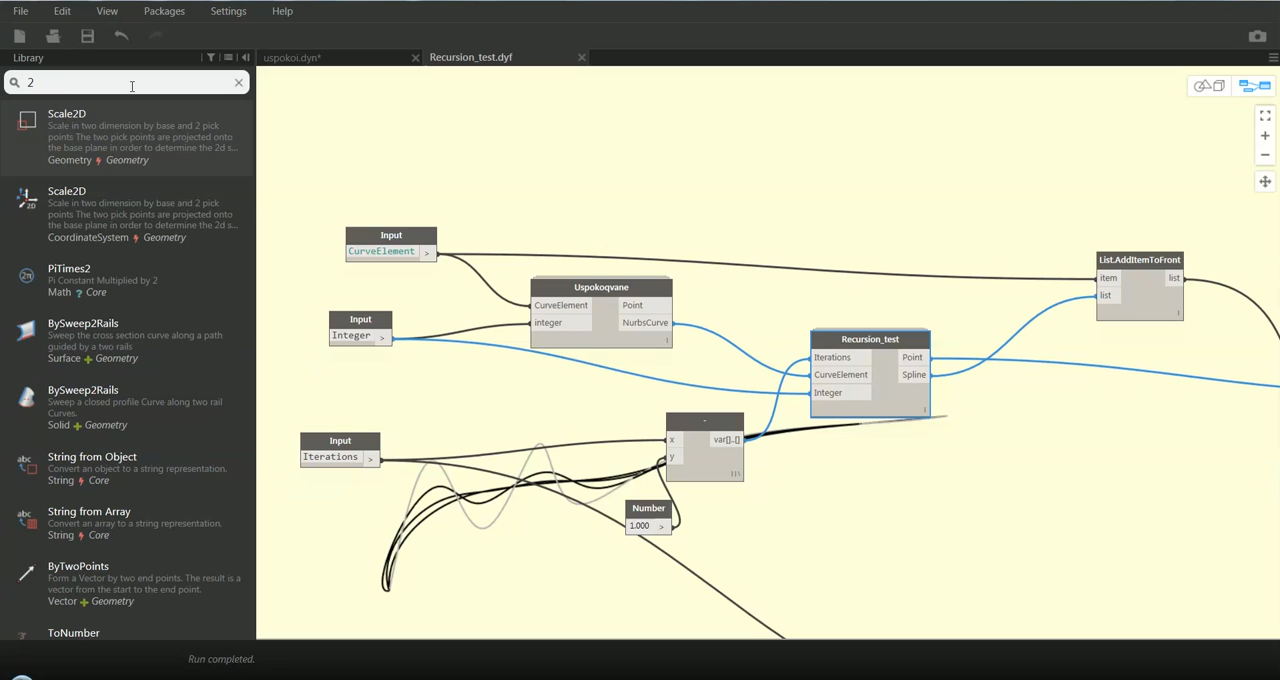 File Edit View Packages Settings Help
Library
uspokoi.dyn*
Recursion_test.dyf
2
Scale2D
Scale in two dimension by base and 2 pick
points The two pick points are projected onto
the base plane in order to determine the 2d s...
Geometry Geometry
Scale2D
Scale in two dimension by base and 2 pick
points The two pick points are projected onto
the base plane in order to determine the 2d s...
CoordinateSystem Geometry
PiTimes2
Pi Constant Multiplied by 2
Math ? Core
BySweep2Rails
Sweep the cross section curve along a path
guided by a two rails
Surface + Geometry
BySweep2Rails
Sweep a closed profile Curve along two rail
Curves.
Solid + Geometry
String from Object
Convert an object to a string representation.
String Core
String from Array
Convert an array to a string representation.
String Core
ByTwoPoints
Form a Vector by two end points. The result is a
vector from the start to the end point.
Vector + Geometry
ToNumber
Input
CurveElement >
Input
Integer >
Uspokoqvane
CurveElement Point
integer NurbsCurve
Input
Iterations >
-
x var[]..[]
y
Number
1.000 >
Recursion_test
Iterations Point
CurveElement Spline
Integer
List.AddItemToFront
item list
list
Run completed.